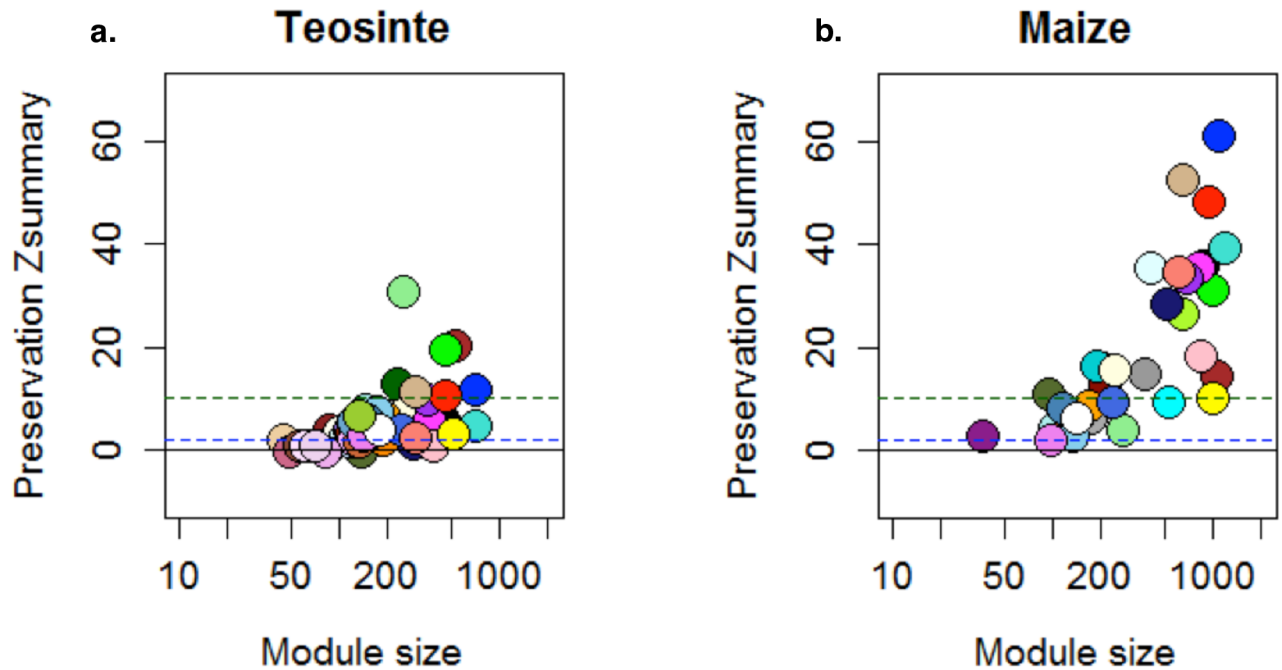 a.
Teosinte
Preservation Zsummary
60
40
20
0
10 50 200 1000
Module size
b.
Maize
Preservation Zsummary
60
40
20
0
10 50 200 1000
Module size